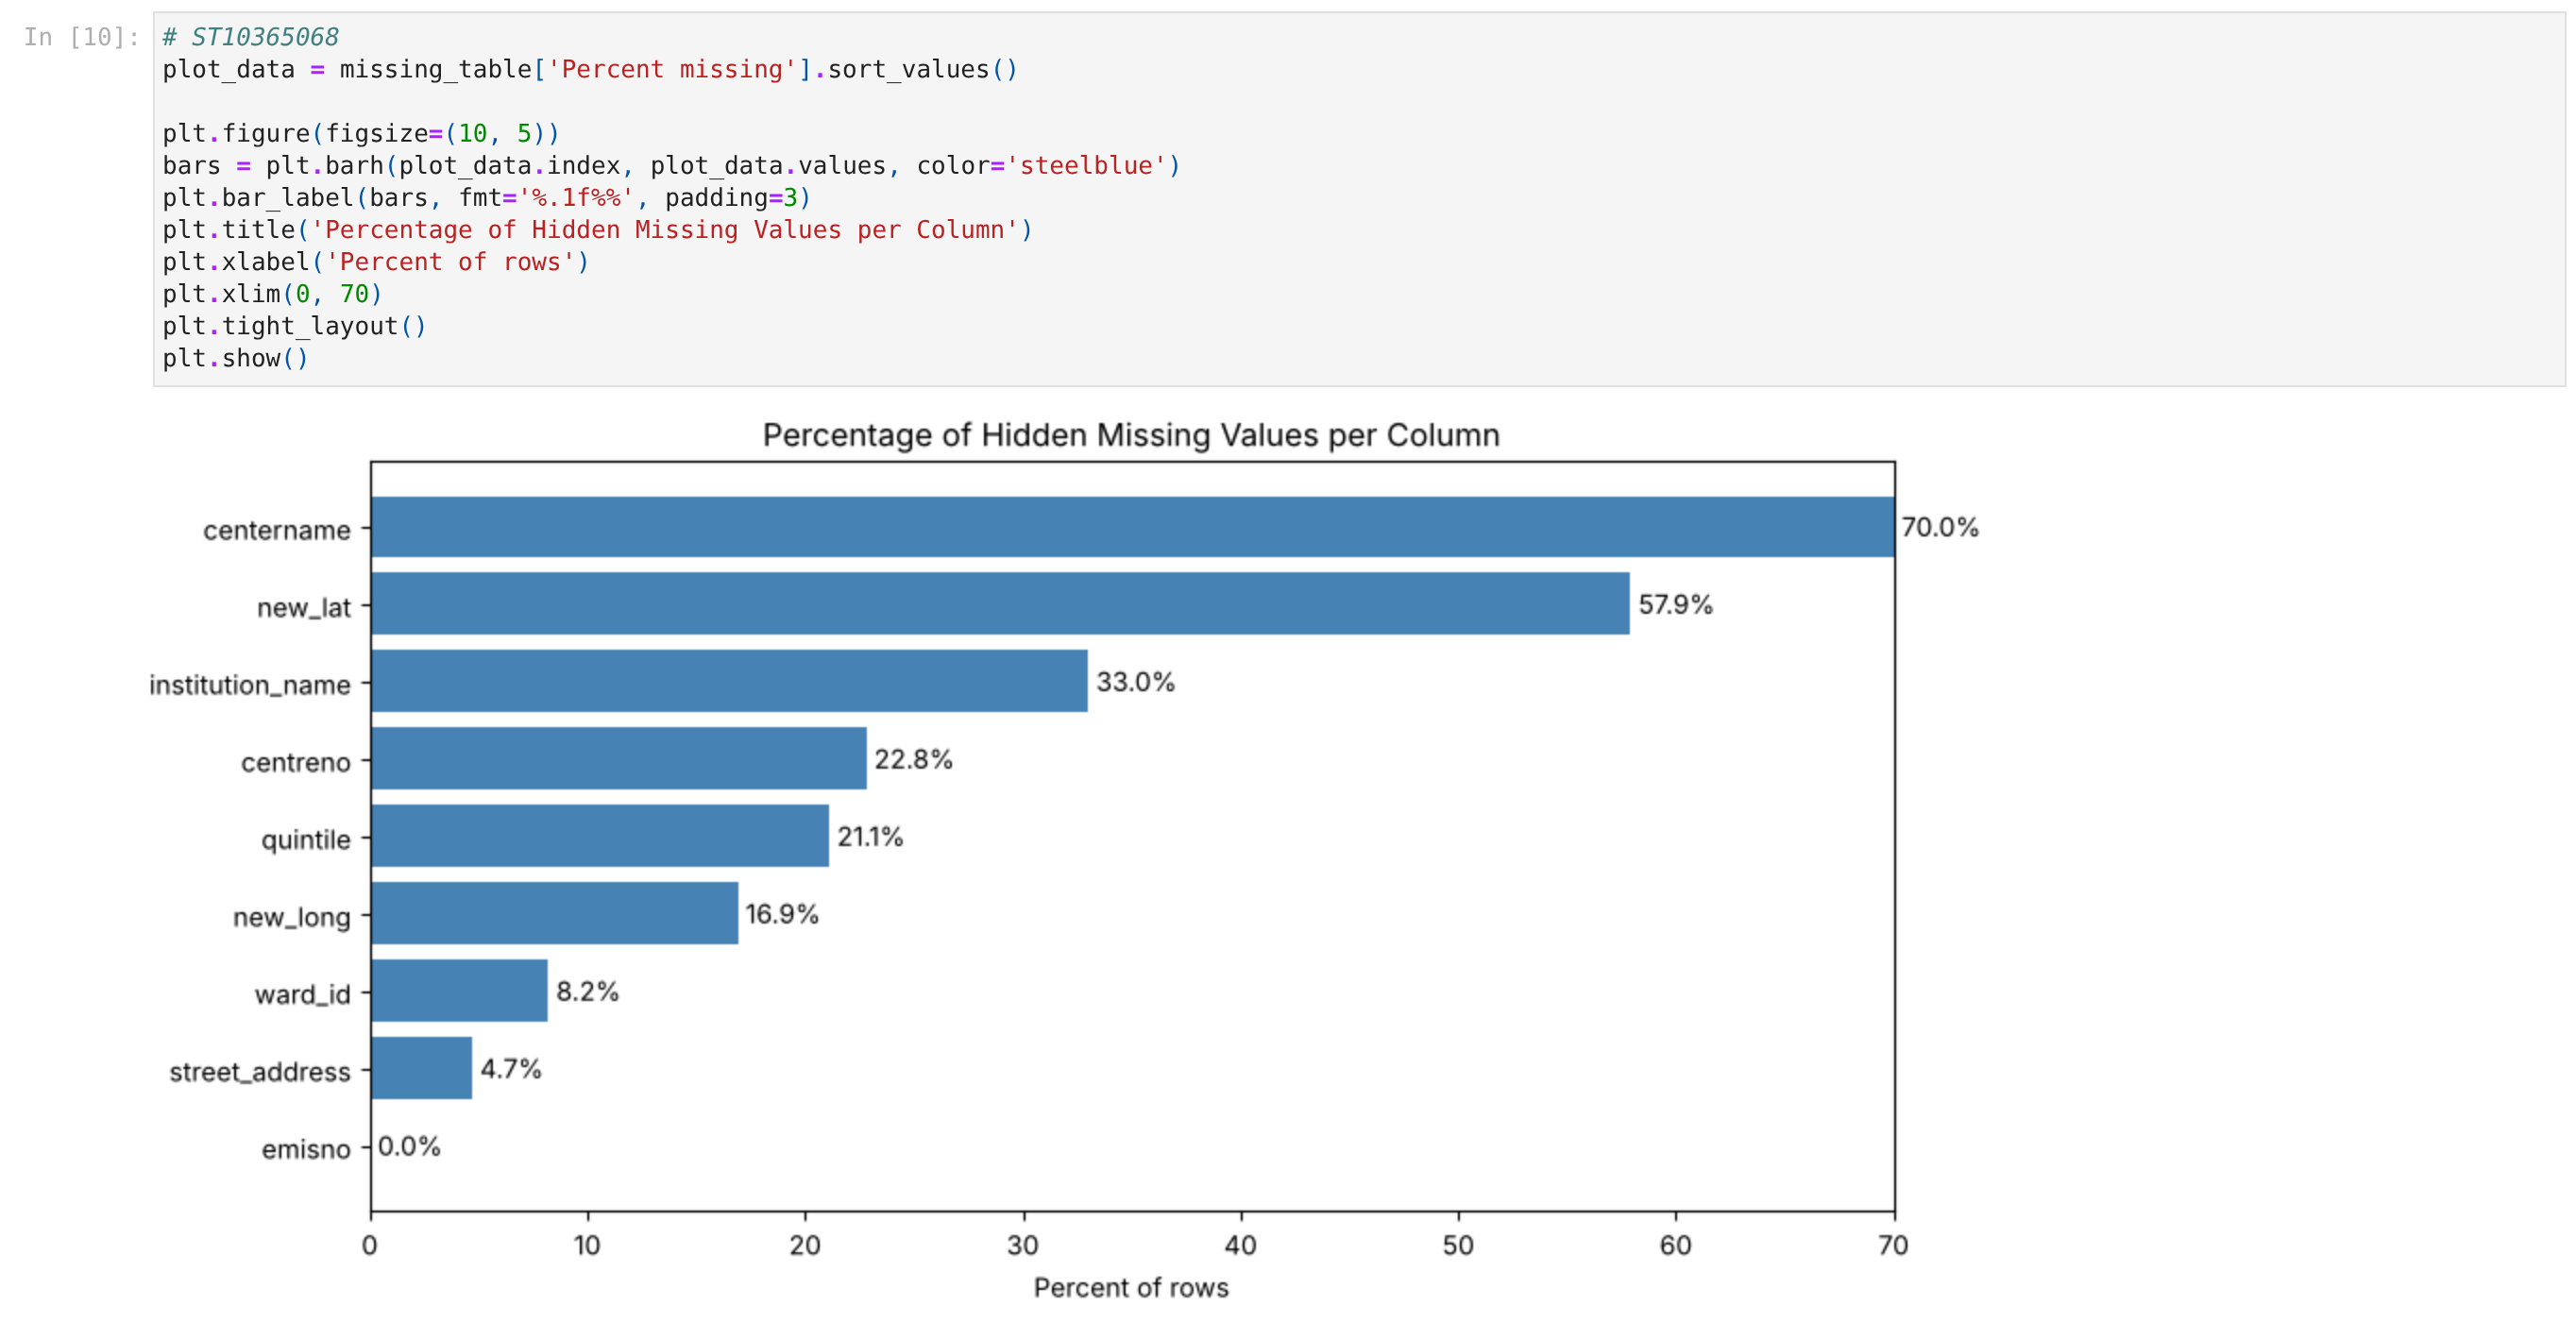 In [10]:
# ST10365068
plot_data = missing_table['Percent missing'].sort_values()
plt.figure(figsize=(10, 5))
bars = plt.barh(plot_data.index, plot_data.values, color='steelblue')
plt.bar_label(bars, fmt='%.1f%%', padding=3)
plt.title('Percentage of Hidden Missing Values per Column')
plt.xlabel('Percent of rows')
plt.xlim(0, 70)
plt.tight_layout()
plt.show()
Percentage of Hidden Missing Values per Column
centername 70.0%
new_lat 57.9%
institution_name 33.0%
centreno 22.8%
quintile 21.1%
new_long 16.9%
ward_id 8.2%
street_address 4.7%
emisno 0.0%
0 10 20 30 40 50 60 70
Percent of rows